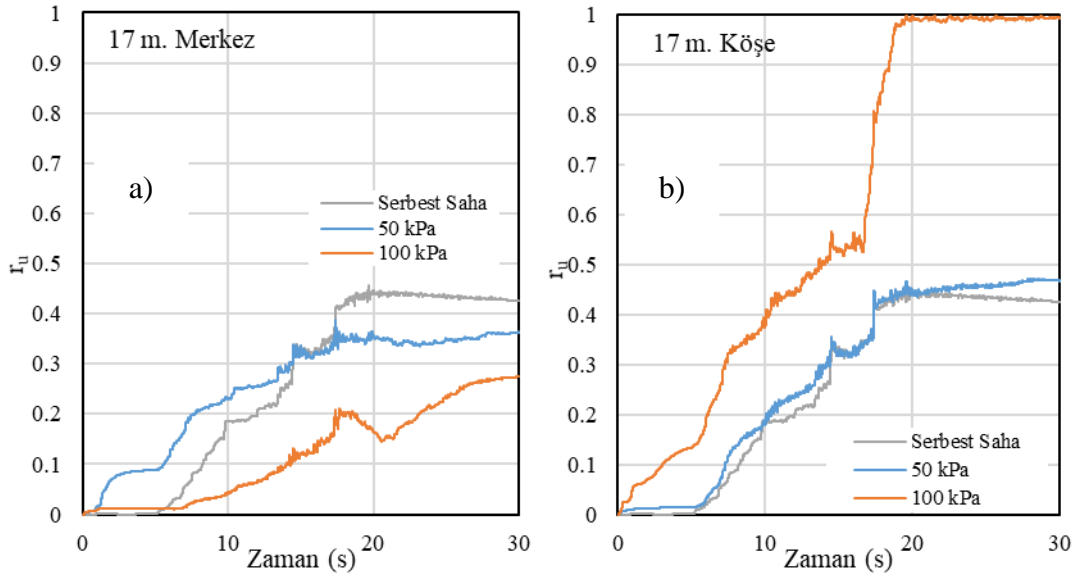 17 m. Merkez
a)
Serbest Saha
50 kPa
100 kPa
r_u
1
0.9
0.8
0.7
0.6
0.5
0.4
0.3
0.2
0.1
0
0 10 20 30
Zaman (s)
17 m. Köşe
b)
Serbest Saha
50 kPa
100 kPa
r_u
1
0.9
0.8
0.7
0.6
0.5
0.4
0.3
0.2
0.1
0
0 10 20 30
Zaman (s)